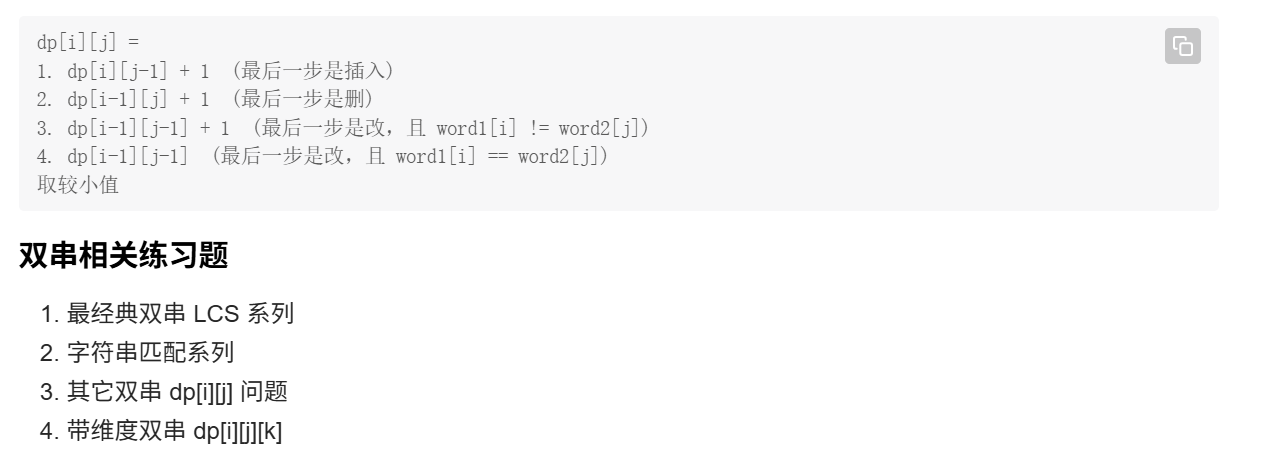 dp[i][j] =
1. dp[i][j-1] + 1 （最后一步是插入）
2. dp[i-1][j] + 1 （最后一步是删）
3. dp[i-1][j-1] + 1 （最后一步是改，且 word1[i] != word2[j]）
4. dp[i-1][j-1] （最后一步是改，且 word1[i] == word2[j]）
取较小值
双串相关练习题
1. 最经典双串 LCS 系列
2. 字符串匹配系列
3. 其它双串 dp[i][j] 问题
4. 带维度双串 dp[i][j][k]